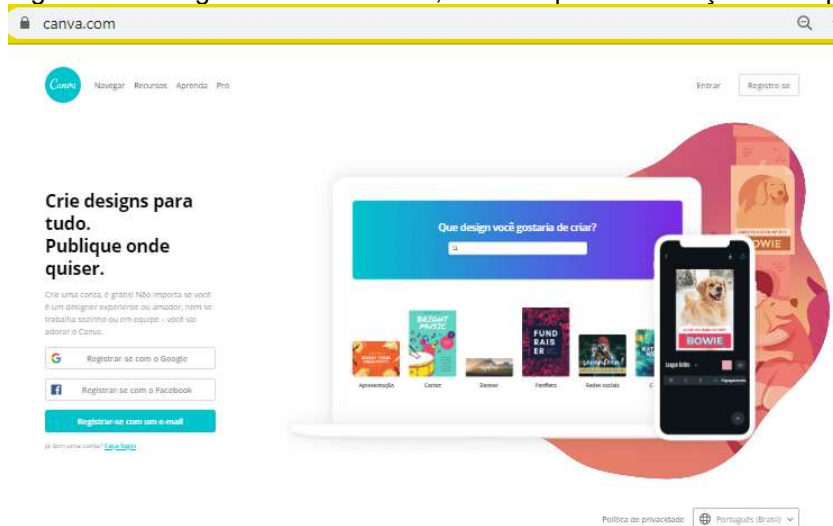 canva.com
Canva
Navegar Recursos Aprenda Pro
Entrar
Registre-se
Crie designs para
tudo.
Publique onde
quiser.
Crie uma conta, é grátis! Não importa se você
é um designer experiente ou amador, nem se
trabalha sozinho ou em equipe – você vai
adorar o Canva.
G Registrar-se com o Google
f Registrar-se com o Facebook
Registrar-se com um e-mail
Já tem uma conta? Faça login
Que design você gostaria de criar?
BRIGHT
MUSIC
FUND
RAIS
ER
Apresentação
Cartaz
Banner
Panfleto
Redes sociais
BOWIE
BOWIE
Política de privacidade
Português (Brasil)